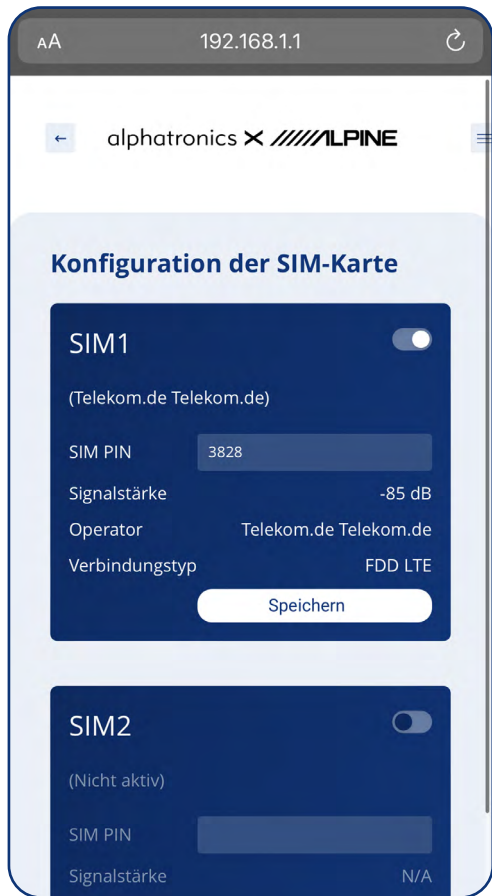 AA 192.168.1.1
alphatronics X /////ALPINE
Konfiguration der SIM-Karte
SIM1
(Telekom.de Telekom.de)
SIM PIN 3828
Signalstärke -85 dB
Operator Telekom.de Telekom.de
Verbindungstyp FDD LTE
Speichern
SIM2
(Nicht aktiv)
SIM PIN
Signalstärke N/A